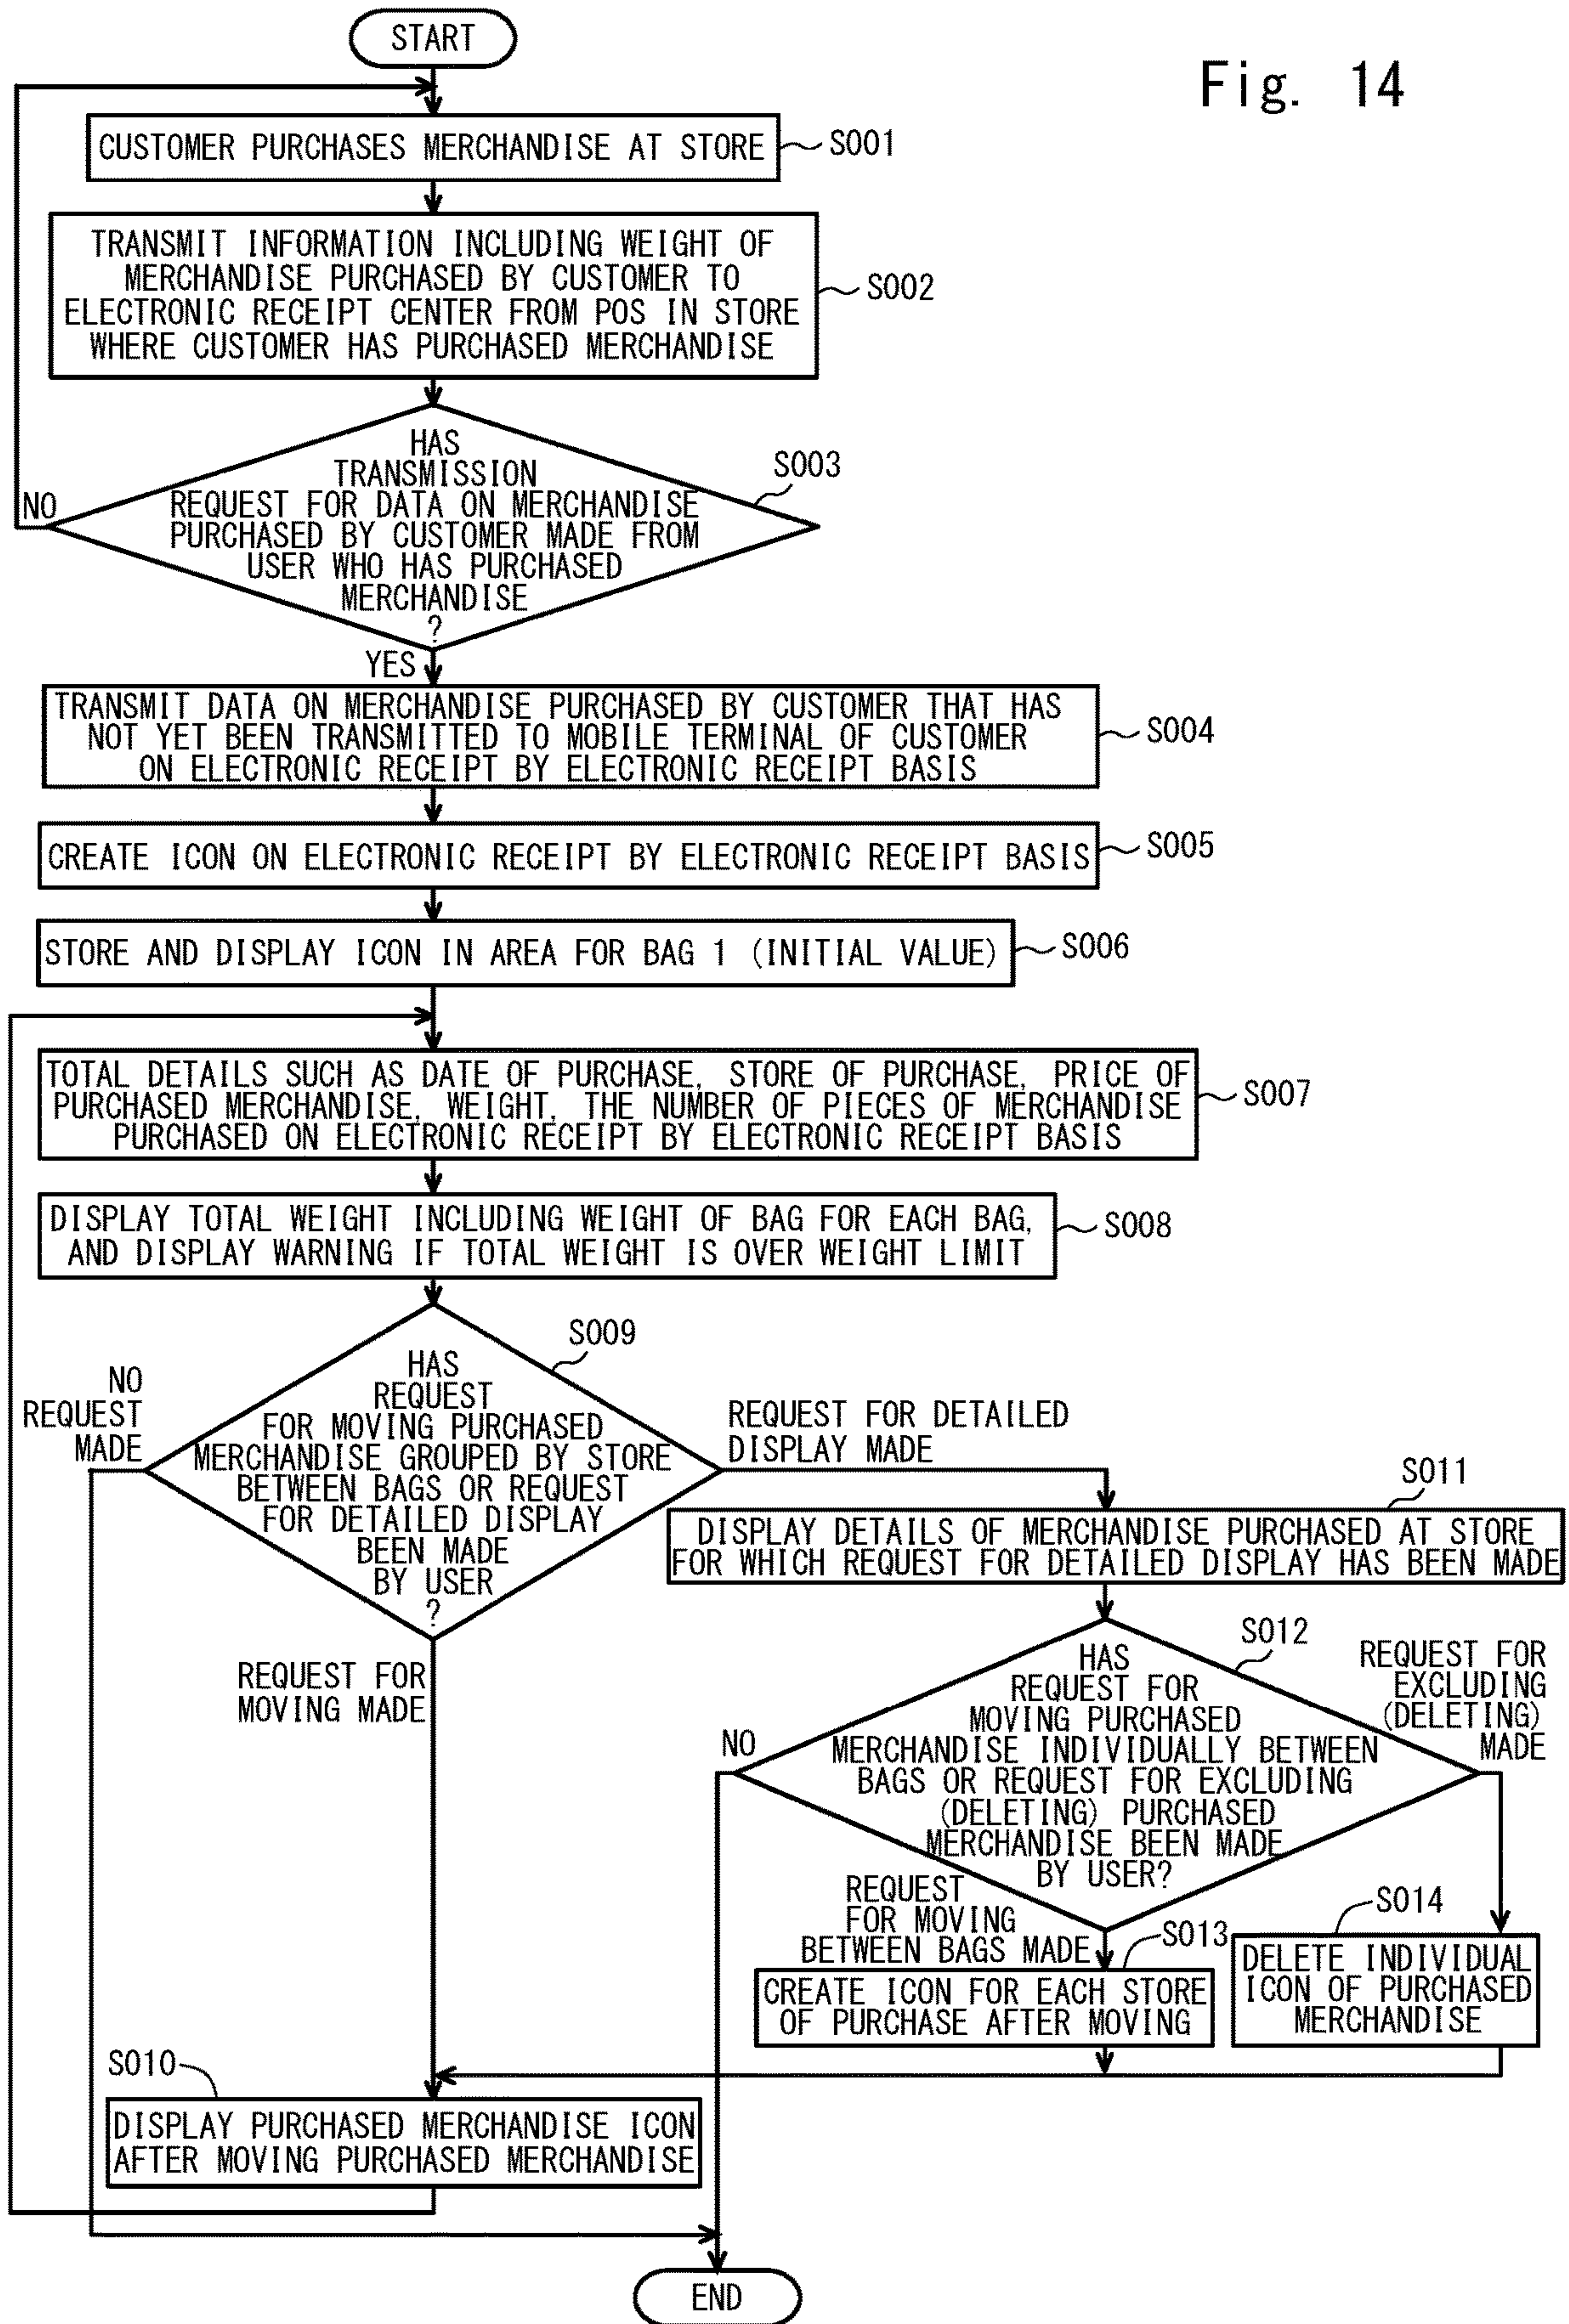 START
Fig. 14
CUSTOMER PURCHASES MERCHANDISE AT STORE
S001
TRANSMIT INFORMATION INCLUDING WEIGHT OF
MERCHANDISE PURCHASED BY CUSTOMER TO
ELECTRONIC RECEIPT CENTER FROM POS IN STORE
WHERE CUSTOMER HAS PURCHASED MERCHANDISE
S002
HAS
TRANSMISSION
REQUEST FOR DATA ON MERCHANDISE
PURCHASED BY CUSTOMER MADE FROM
USER WHO HAS PURCHASED
MERCHANDISE
?
S003
NO
YES
TRANSMIT DATA ON MERCHANDISE PURCHASED BY CUSTOMER THAT HAS
NOT YET BEEN TRANSMITTED TO MOBILE TERMINAL OF CUSTOMER
ON ELECTRONIC RECEIPT BY ELECTRONIC RECEIPT BASIS
S004
CREATE ICON ON ELECTRONIC RECEIPT BY ELECTRONIC RECEIPT BASIS
S005
STORE AND DISPLAY ICON IN AREA FOR BAG 1 (INITIAL VALUE)
S006
TOTAL DETAILS SUCH AS DATE OF PURCHASE, STORE OF PURCHASE, PRICE OF
PURCHASED MERCHANDISE, WEIGHT, THE NUMBER OF PIECES OF MERCHANDISE
PURCHASED ON ELECTRONIC RECEIPT BY ELECTRONIC RECEIPT BASIS
S007
DISPLAY TOTAL WEIGHT INCLUDING WEIGHT OF BAG FOR EACH BAG,
AND DISPLAY WARNING IF TOTAL WEIGHT IS OVER WEIGHT LIMIT
S008
HAS
REQUEST
FOR MOVING PURCHASED
MERCHANDISE GROUPED BY STORE
BETWEEN BAGS OR REQUEST
FOR DETAILED DISPLAY
BEEN MADE
BY USER
?
S009
NO
REQUEST
MADE
REQUEST FOR DETAILED
DISPLAY MADE
REQUEST FOR
MOVING MADE
S011
DISPLAY DETAILS OF MERCHANDISE PURCHASED AT STORE
FOR WHICH REQUEST FOR DETAILED DISPLAY HAS BEEN MADE
S012
HAS
REQUEST FOR
MOVING PURCHASED
MERCHANDISE INDIVIDUALLY BETWEEN
BAGS OR REQUEST FOR EXCLUDING
(DELETING) PURCHASED
MERCHANDISE BEEN MADE
BY USER?
NO
REQUEST FOR
EXCLUDING
(DELETING)
MADE
REQUEST
FOR MOVING
BETWEEN BAGS MADE
S013
CREATE ICON FOR EACH STORE
OF PURCHASE AFTER MOVING
S014
DELETE INDIVIDUAL
ICON OF PURCHASED
MERCHANDISE
S010
DISPLAY PURCHASED MERCHANDISE ICON
AFTER MOVING PURCHASED MERCHANDISE
END